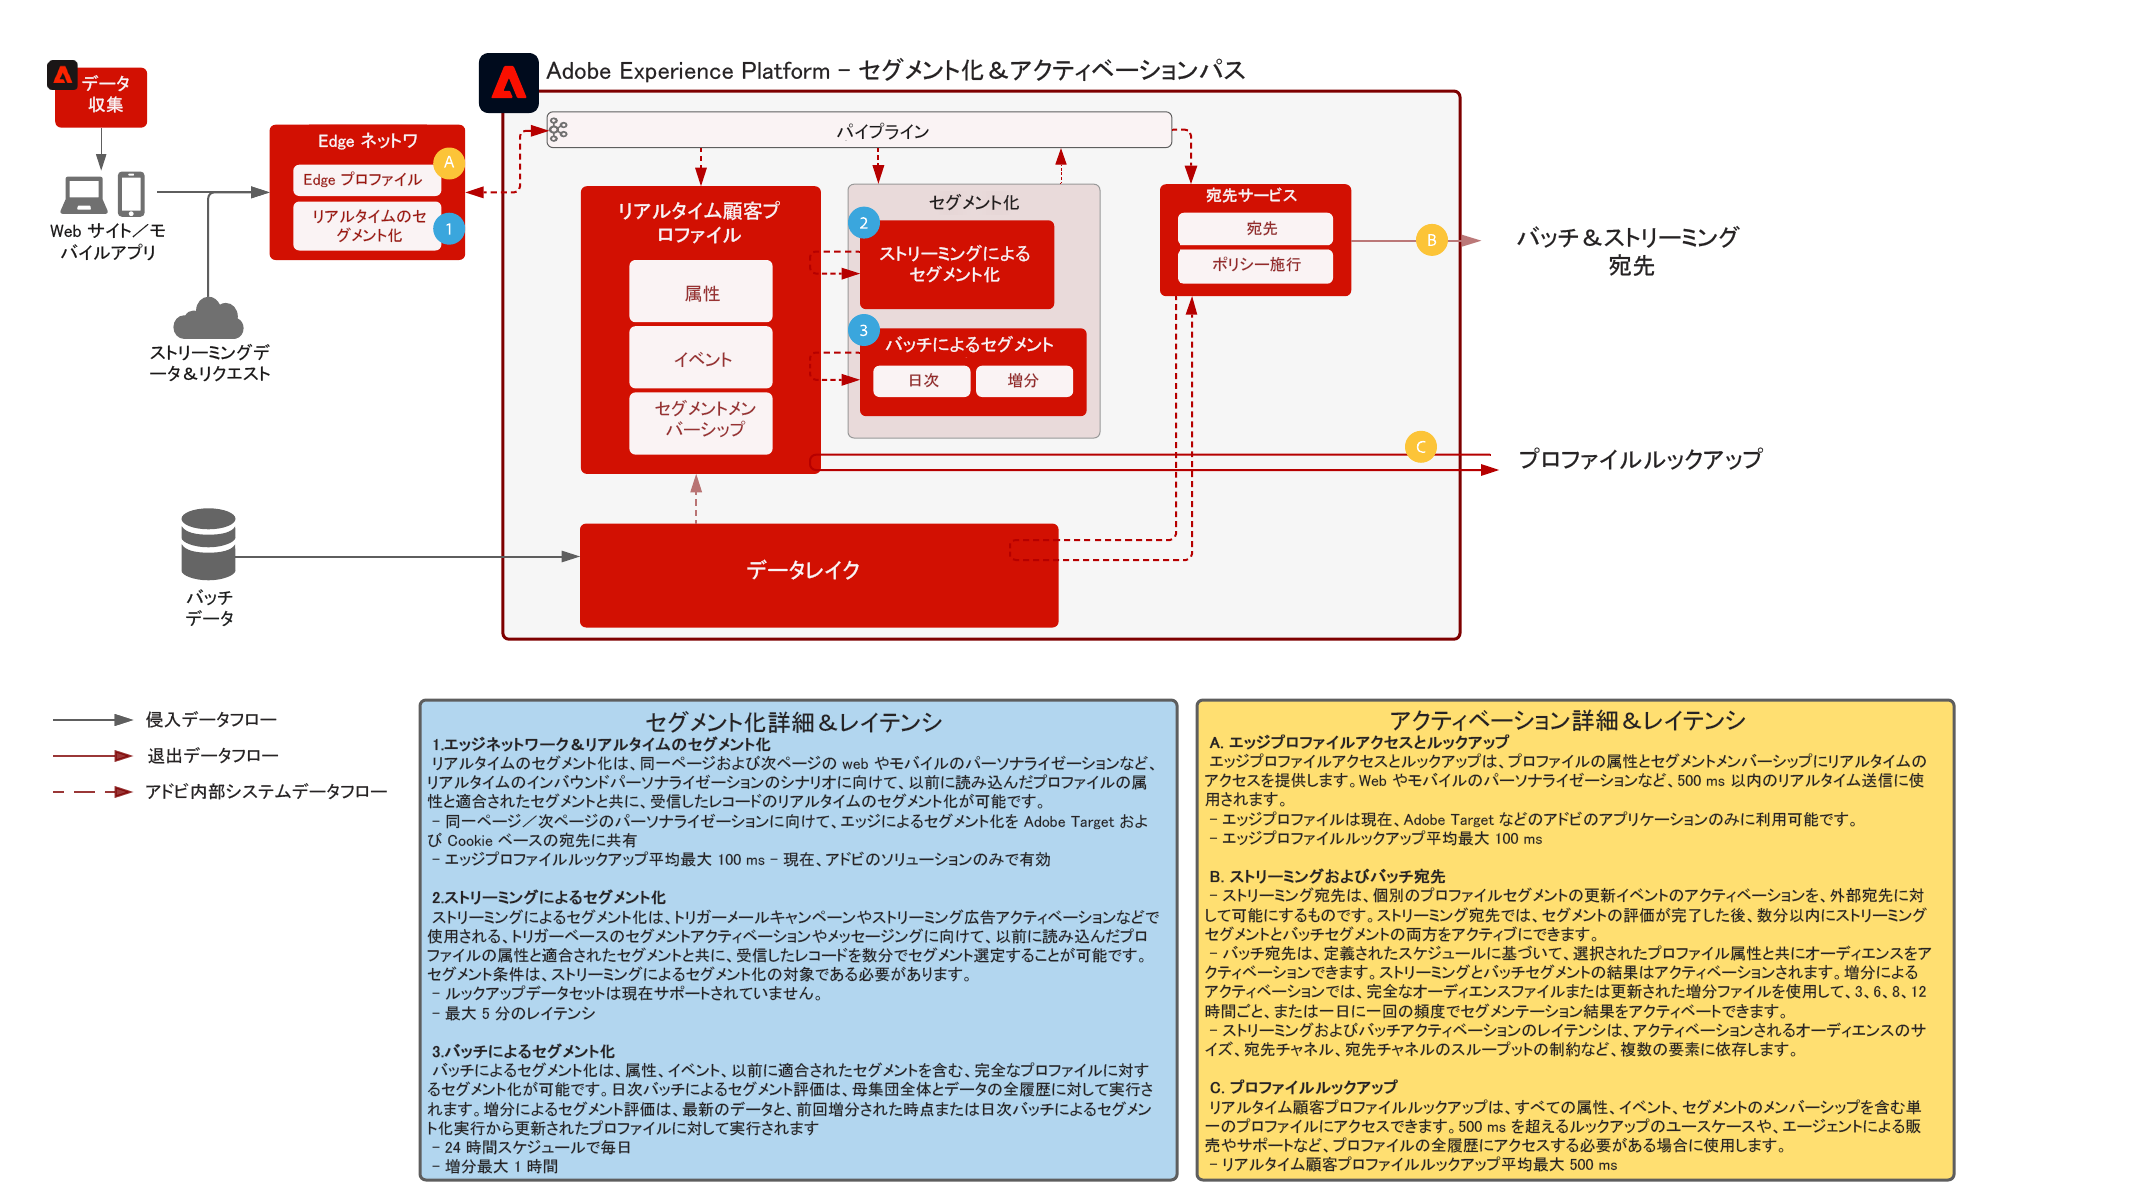 Adobe Experience Platform – セグメント化＆アクティベーションパス
データ
収集
Web サイト／モ
バイルアプリ
ストリーミングデ
ータ＆リクエスト
Edge ネットワ
Edge プロファイル
A
リアルタイムのセ
グメント化
1
パイプライン
リアルタイム顧客プ
ロファイル
属性
イベント
セグメントメン
バーシップ
セグメント化
2
ストリーミングによる
セグメント化
3
バッチによるセグメント
日次
増分
宛先サービス
宛先
ポリシー施行
B
バッチ＆ストリーミング
宛先
C
プロファイルルックアップ
データレイク
バッチ
データ
侵入データフロー
退出データフロー
アドビ内部システムデータフロー
セグメント化詳細＆レイテンシ
1.エッジネットワーク＆リアルタイムのセグメント化
リアルタイムのセグメント化は、同一ページおよび次ページの web やモバイルのパーソナライゼーションなど、
リアルタイムのインバウンドパーソナライゼーションのシナリオに向けて、以前に読み込んだプロファイルの属
性と適合されたセグメントと共に、受信したレコードのリアルタイムのセグメント化が可能です。
– 同一ページ／次ページのパーソナライゼーションに向けて、エッジによるセグメント化を Adobe Target およ
び Cookie ベースの宛先に共有
– エッジプロファイルルックアップ平均最大 100 ms – 現在、アドビのソリューションのみで有効
2.ストリーミングによるセグメント化
ストリーミングによるセグメント化は、トリガーメールキャンペーンやストリーミング広告アクティベーションなどで
使用される、トリガーベースのセグメントアクティベーションやメッセージングに向けて、以前に読み込んだプロ
ファイルの属性と適合されたセグメントと共に、受信したレコードを数分でセグメント選定することが可能です。
セグメント条件は、ストリーミングによるセグメント化の対象である必要があります。
– ルックアップデータセットは現在サポートされていません。
– 最大 5 分のレイテンシ
3.バッチによるセグメント化
バッチによるセグメント化は、属性、イベント、以前に適合されたセグメントを含む、完全なプロファイルに対す
るセグメント化が可能です。日次バッチによるセグメント評価は、母集団全体とデータの全履歴に対して実行さ
れます。増分によるセグメント評価は、最新のデータと、前回増分された時点または日次バッチによるセグメン
ト化実行から更新されたプロファイルに対して実行されます
– 24 時間スケジュールで毎日
– 増分最大 1 時間
アクティベーション詳細＆レイテンシ
A. エッジプロファイルアクセスとルックアップ
エッジプロファイルアクセスとルックアップは、プロファイルの属性とセグメントメンバーシップにリアルタイムの
アクセスを提供します。Web やモバイルのパーソナライゼーションなど、500 ms 以内のリアルタイム送信に使
用されます。
– エッジプロファイルは現在、Adobe Target などのアドビのアプリケーションのみに利用可能です。
– エッジプロファイルルックアップ平均最大 100 ms
B. ストリーミングおよびバッチ宛先
– ストリーミング宛先は、個別のプロファイルセグメントの更新イベントのアクティベーションを、外部宛先に対
して可能にするものです。ストリーミング宛先では、セグメントの評価が完了した後、数分以内にストリーミング
セグメントとバッチセグメントの両方をアクティブにできます。
– バッチ宛先は、定義されたスケジュールに基づいて、選択されたプロファイル属性と共にオーディエンスをア
クティベーションできます。ストリーミングとバッチセグメントの結果はアクティベーションされます。増分による
アクティベーションでは、完全なオーディエンスファイルまたは更新された増分ファイルを使用して、3、6、8、12
時間ごと、または一日に一回の頻度でセグメンテーション結果をアクティベートできます。
– ストリーミングおよびバッチアクティベーションのレイテンシは、アクティベーションされるオーディエンスのサ
イズ、宛先チャネル、宛先チャネルのスループットの制約など、複数の要素に依存します。
C. プロファイルルックアップ
リアルタイム顧客プロファイルルックアップは、すべての属性、イベント、セグメントのメンバーシップを含む単
一のプロファイルにアクセスできます。500 ms を超えるルックアップのユースケースや、エージェントによる販
売やサポートなど、プロファイルの全履歴にアクセスする必要がある場合に使用します。
– リアルタイム顧客プロファイルルックアップ平均最大 500 ms